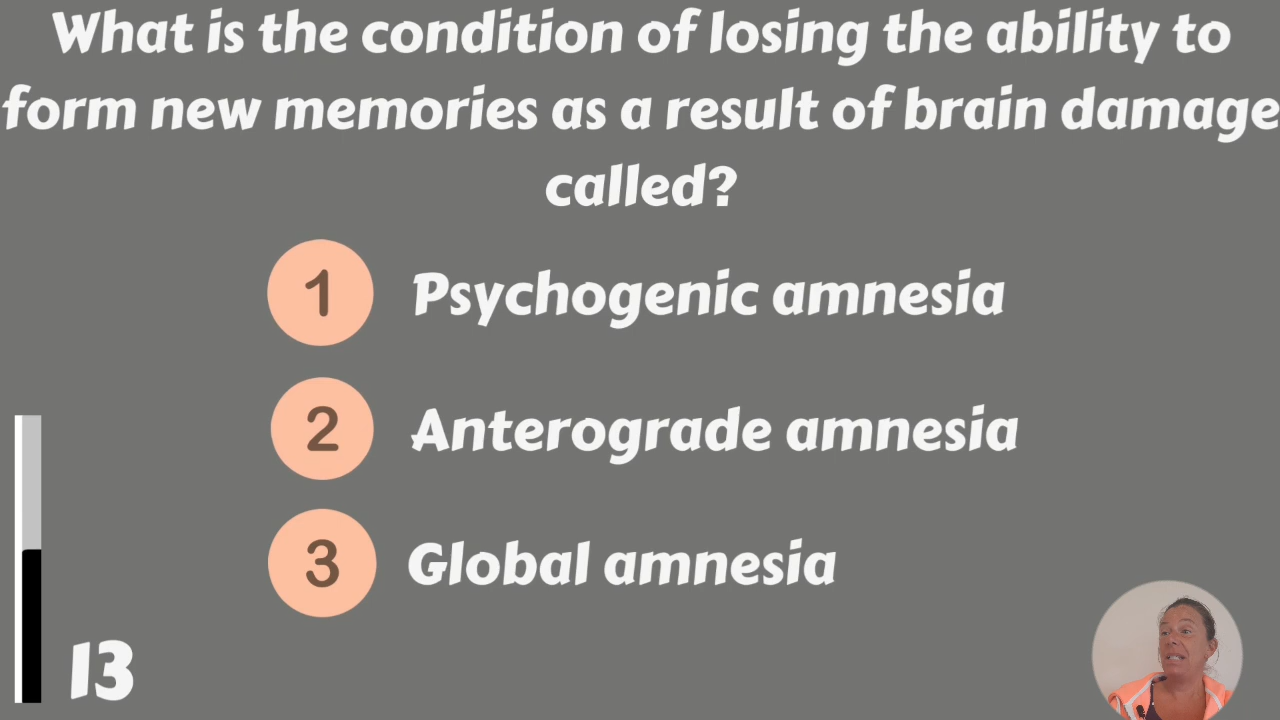 What is the condition of losing the ability to
form new memories as a result of brain damage
called?
1 Psychogenic amnesia
2 Anterograde amnesia
3 Global amnesia
13